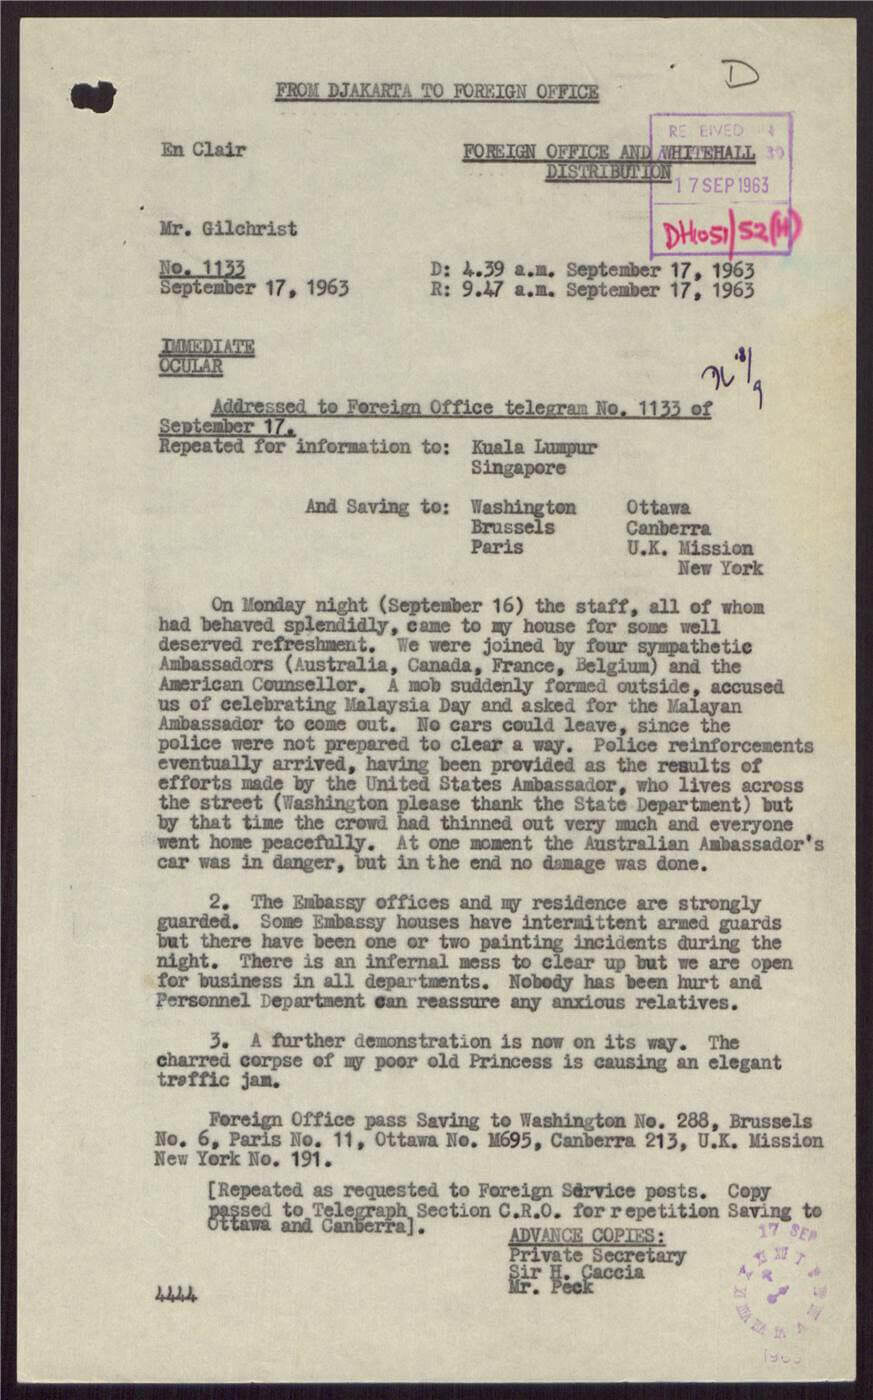 D
FROM DJAKARTA TO FOREIGN OFFICE
En Clair
FOREIGN OFFICE AND WHITEHALL
DISTRIBUTION
RECEIVED IN
17 SEP 1963
DH1051/52(H)
Mr. Gilchrist
No. 1133
September 17, 1963
D: 4.39 a.m. September 17, 1963
R: 9.47 a.m. September 17, 1963
IMMEDIATE
OCULAR
Addressed to Foreign Office telegram No. 1133 of
September 17.
Repeated for information to: Kuala Lumpur
Singapore
And Saving to: Washington Ottawa
Brussels Canberra
Paris U.K. Mission
New York
On Monday night (September 16) the staff, all of whom
had behaved splendidly, came to my house for some well
deserved refreshment. We were joined by four sympathetic
Ambassadors (Australia, Canada, France, Belgium) and the
American Counsellor. A mob suddenly formed outside, accused
us of celebrating Malaysia Day and asked for the Malayan
Ambassador to come out. No cars could leave, since the
police were not prepared to clear a way. Police reinforcements
eventually arrived, having been provided as the results of
efforts made by the United States Ambassador, who lives across
the street (Washington please thank the State Department) but
by that time the crowd had thinned out very much and everyone
went home peacefully. At one moment the Australian Ambassador's
car was in danger, but in the end no damage was done.
2. The Embassy offices and my residence are strongly
guarded. Some Embassy houses have intermittent armed guards
but there have been one or two painting incidents during the
night. There is an infernal mess to clear up but we are open
for business in all departments. Nobody has been hurt and
Personnel Department can reassure any anxious relatives.
3. A further demonstration is now on its way. The
charred corpse of my poor old Princess is causing an elegant
traffic jam.
Foreign Office pass Saving to Washington No. 288, Brussels
No. 6, Paris No. 11, Ottawa No. M695, Canberra 213, U.K. Mission
New York No. 191.
[Repeated as requested to Foreign Service posts. Copy
passed to Telegraph Section C.R.O. for repetition Saving to
Ottawa and Canberra].
ADVANCE COPIES:
Private Secretary
Sir H. Caccia
Mr. Peck
4444
17 SEP